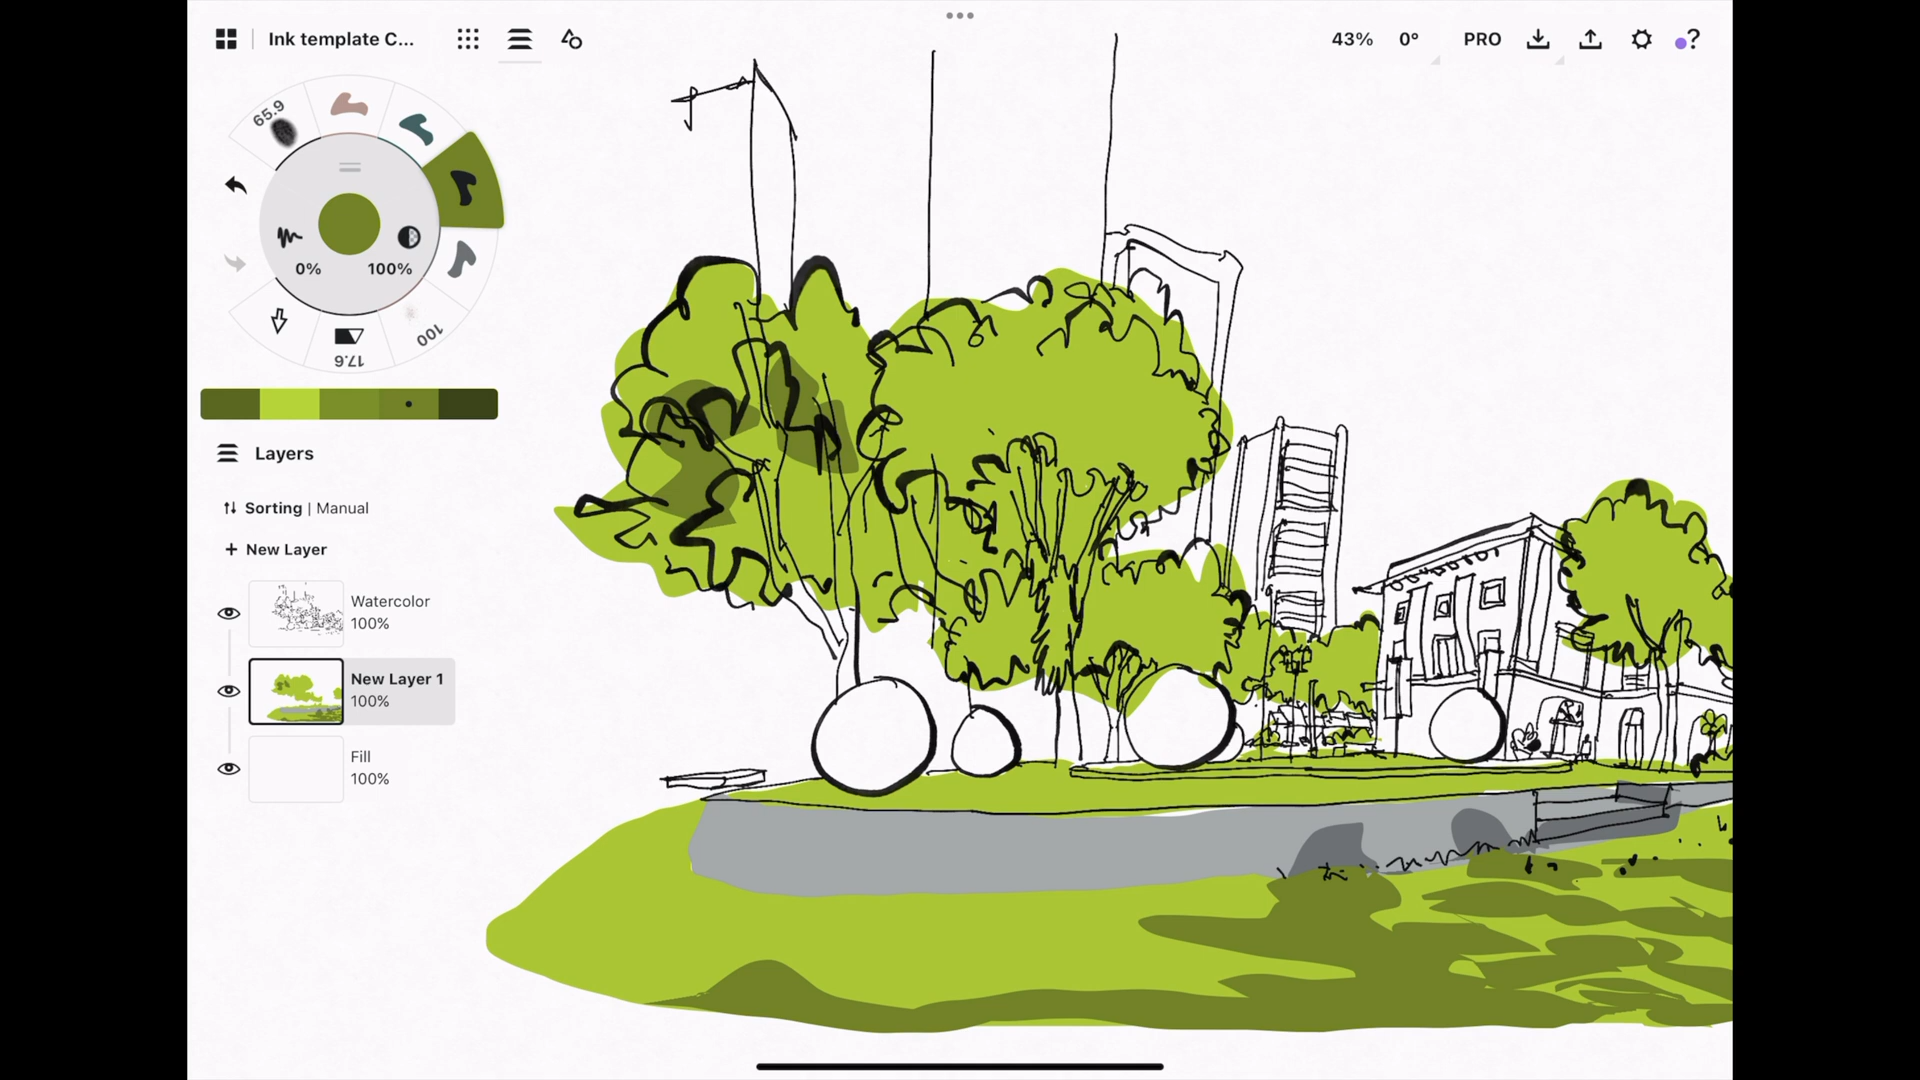 Ink template C...
43%
0°
PRO
?
65.9
0%
100%
100
17.6
Layers
Sorting | Manual
+ New Layer
Watercolor
100%
New Layer 1
100%
Fill
100%